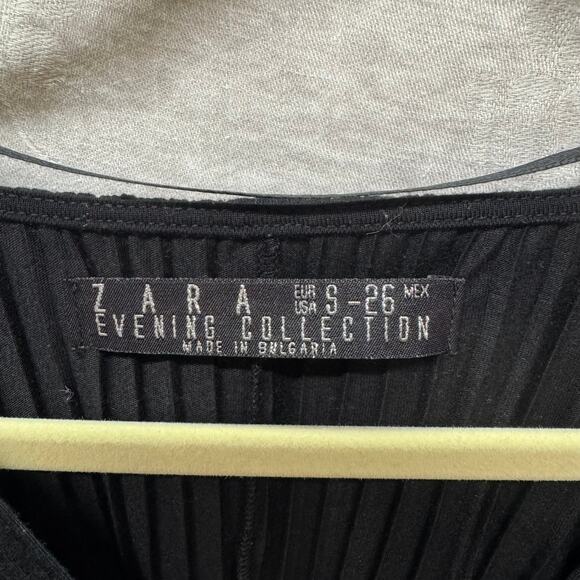 ZARA EUR USA S-26 MEX
EVENING COLLECTION
MADE IN BULGARIA